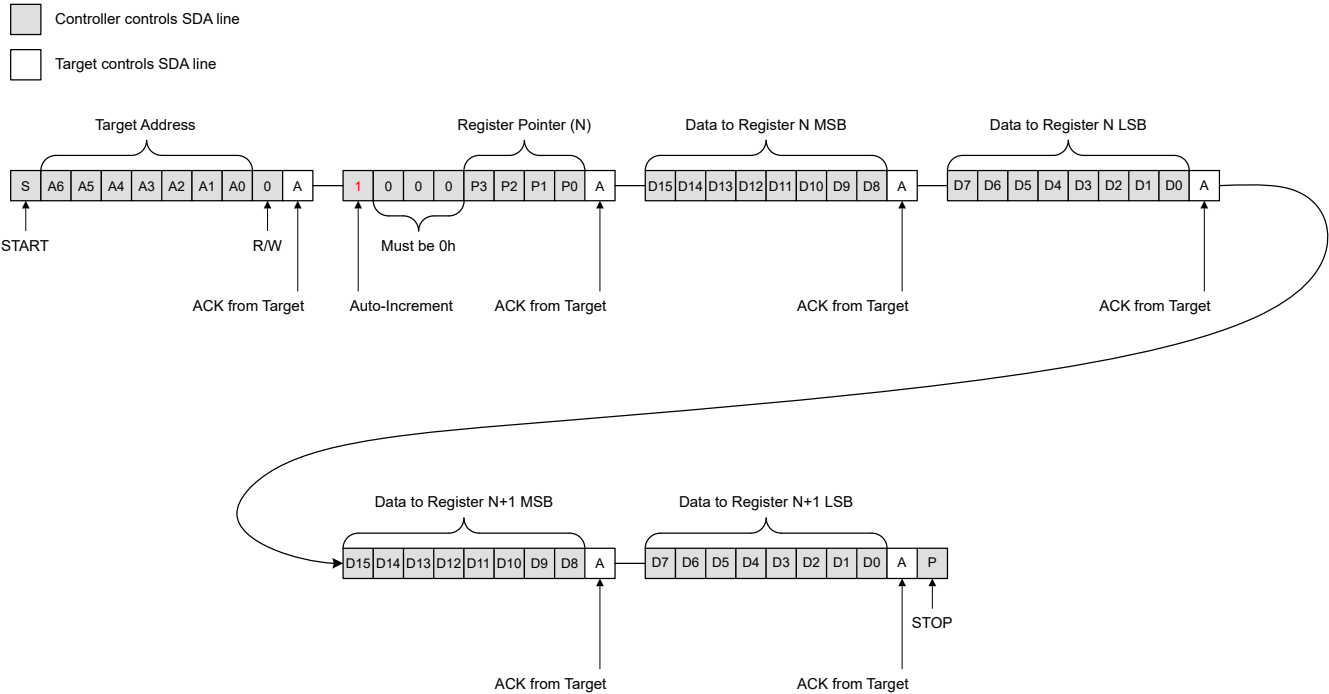 Controller controls SDA line
Target controls SDA line
Target Address
Register Pointer (N)
Data to Register N MSB
Data to Register N LSB
S A6 A5 A4 A3 A2 A1 A0 0 A 1 0 0 0 P3 P2 P1 P0 A D15 D14 D13 D12 D11 D10 D9 D8 A D7 D6 D5 D4 D3 D2 D1 D0 A
START
R/W
Must be 0h
ACK from Target
Auto-Increment
ACK from Target
ACK from Target
ACK from Target
Data to Register N+1 MSB
Data to Register N+1 LSB
D15 D14 D13 D12 D11 D10 D9 D8 A D7 D6 D5 D4 D3 D2 D1 D0 A P
STOP
ACK from Target
ACK from Target